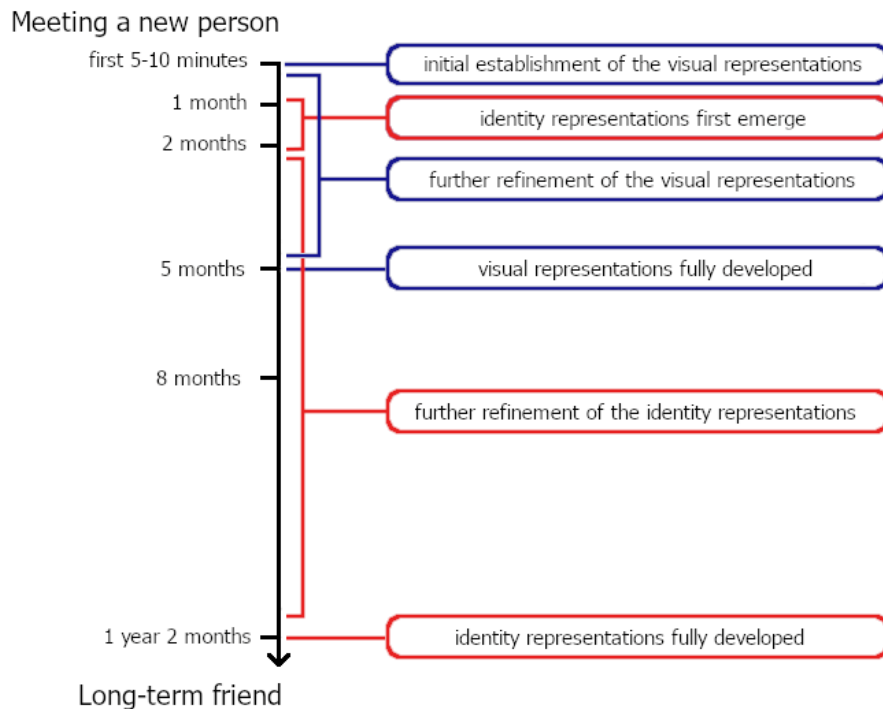 Meeting a new person
first 5-10 minutes
initial establishment of the visual representations
1 month
identity representations first emerge
2 months
further refinement of the visual representations
5 months
visual representations fully developed
8 months
further refinement of the identity representations
1 year 2 months
identity representations fully developed
Long-term friend